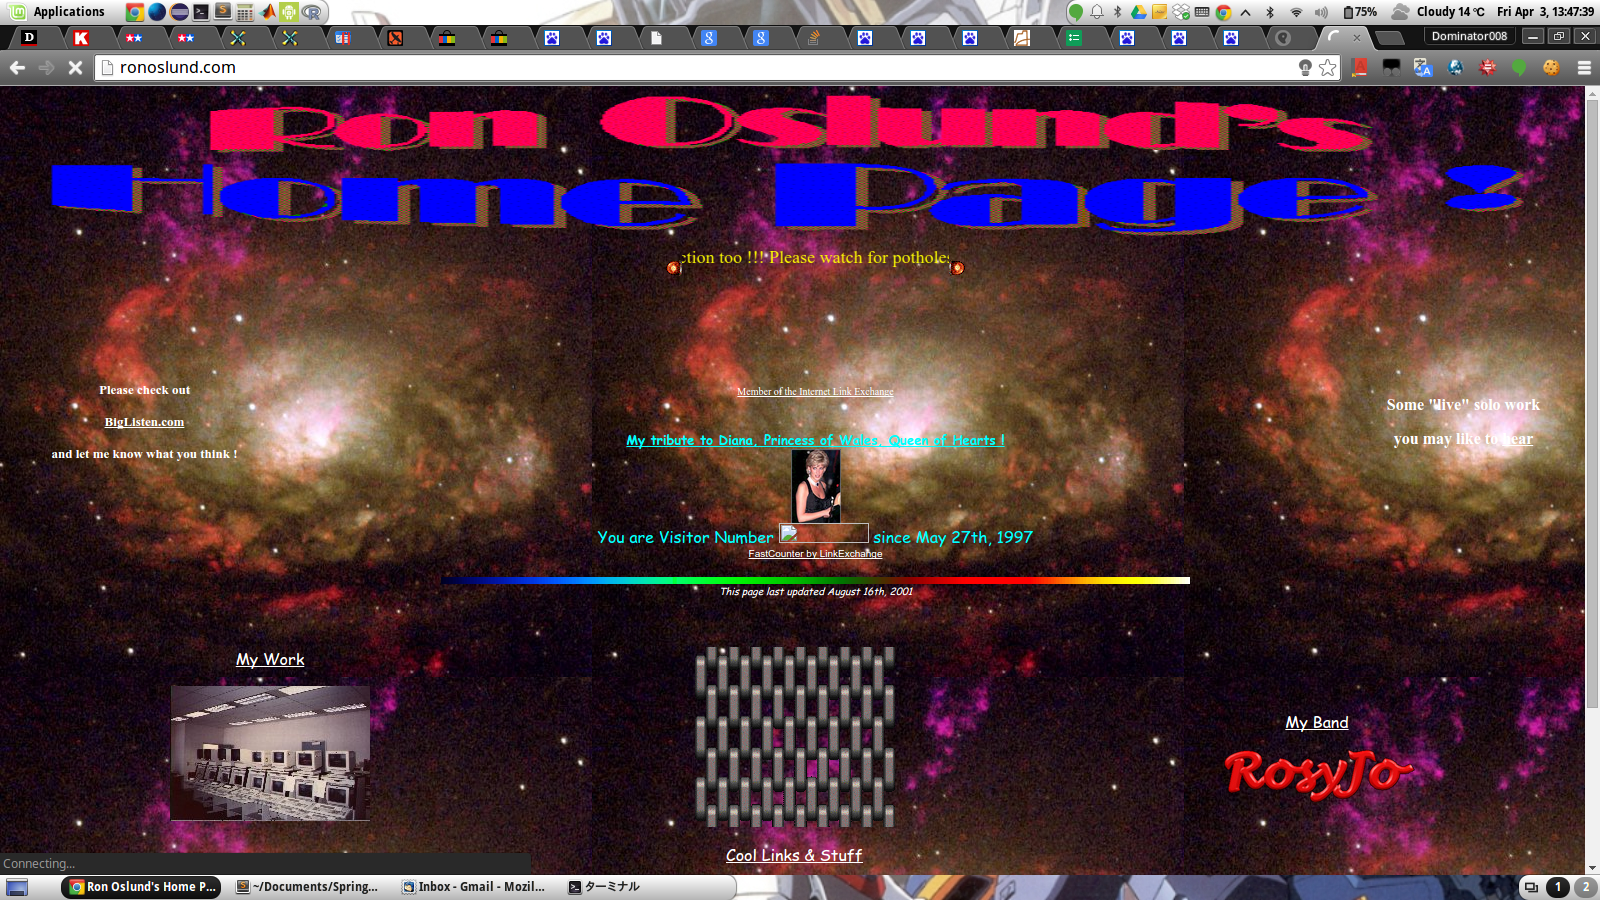 Applications
75%
Cloudy 14 °C
Fri Apr 3, 13:47:39
Dominator008
ronoslund.com
Ron Oslund's
Home Page !
ction too !!! Please watch for potholes
Please check out
BigListen.com
and let me know what you think !
Member of the Internet Link Exchange
My tribute to Diana, Princess of Wales, Queen of Hearts !
Some "live" solo work
you may like to hear
You are Visitor Number since May 27th, 1997
FastCounter by LinkExchange
This page last updated August 16th, 2001
My Work
My Band
RosyJo
Cool Links & Stuff
Connecting...
Ron Oslund's Home P...
~/Documents/Spring...
Inbox - Gmail - Mozil...
ターミナル
1
2